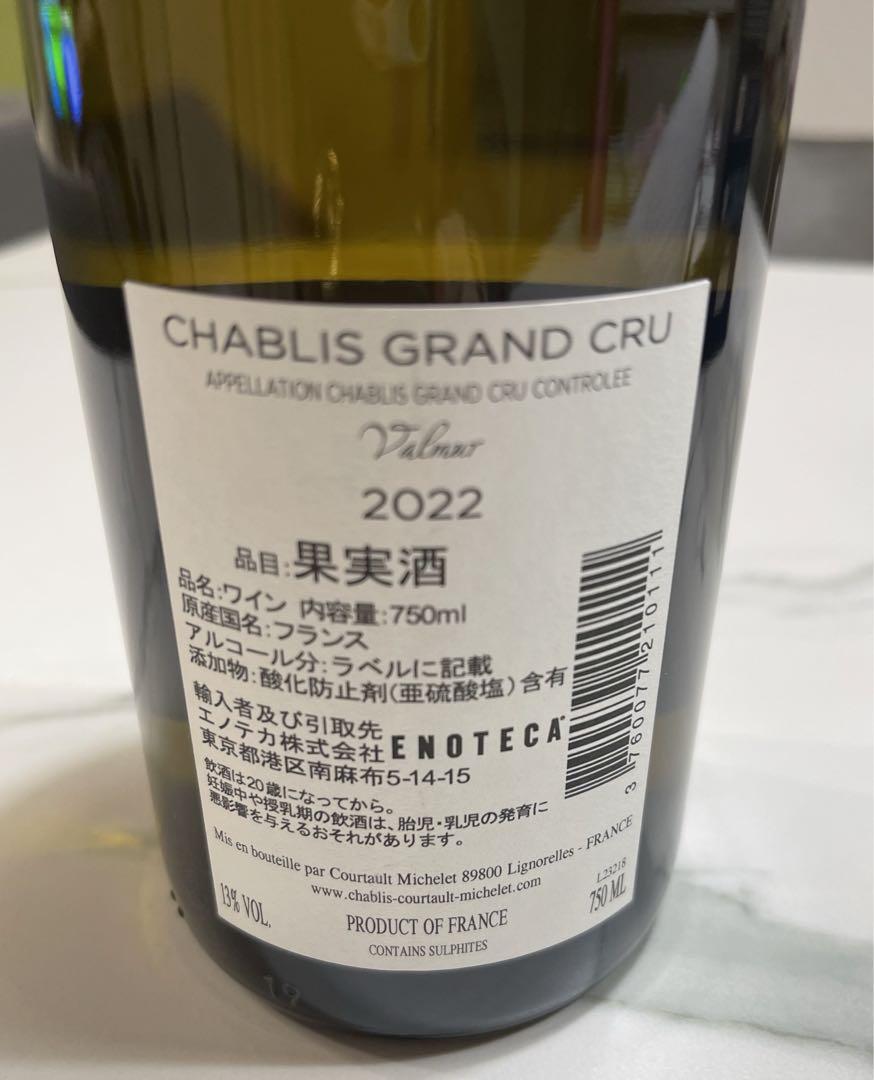 CHABLIS GRAND CRU
APPELLATION CHABLIS GRAND CRU CONTROLEE
Valmur
2022
品目:果実酒
品名:ワイン 内容量:750ml
原産国名:フランス
アルコール分:ラベルに記載
添加物:酸化防止剤(亜硫酸塩)含有
輸入者及び引取先
エノテカ株式会社 ENOTECA
東京都港区南麻布5-14-15
飲酒は20歳になってから。
妊娠中や授乳期の飲酒は、胎児・乳児の発育に
悪影響を与えるおそれがあります。
3 760077 210111
Mis en bouteille par Courtault Michelet 89800 Lignorelles - FRANCE
www.chablis-courtault-michelet.com
L23218
13% VOL,
PRODUCT OF FRANCE
750 ML
CONTAINS SULPHITES
19